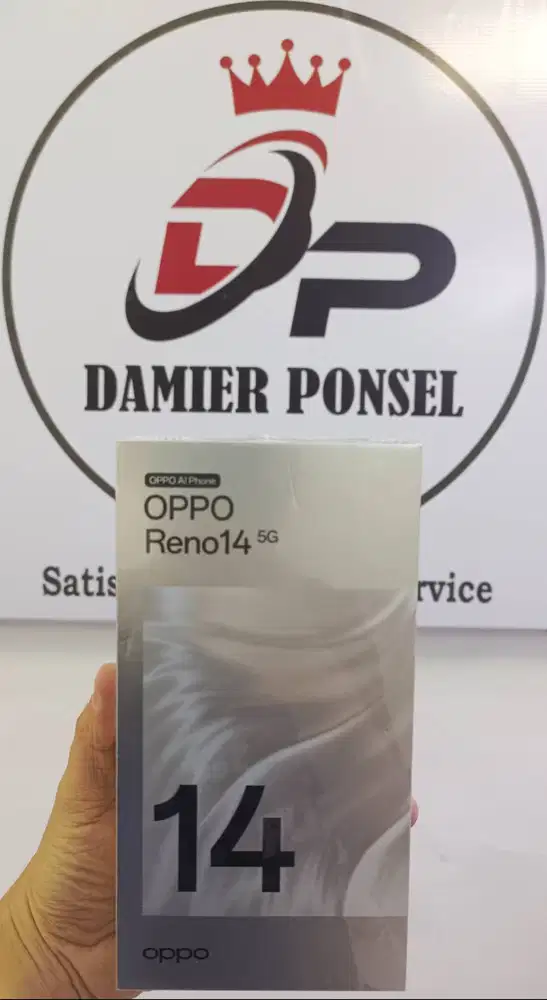 DP
DAMIER PONSEL
OPPO AI Phone
OPPO
Reno14 5G
14
oppo